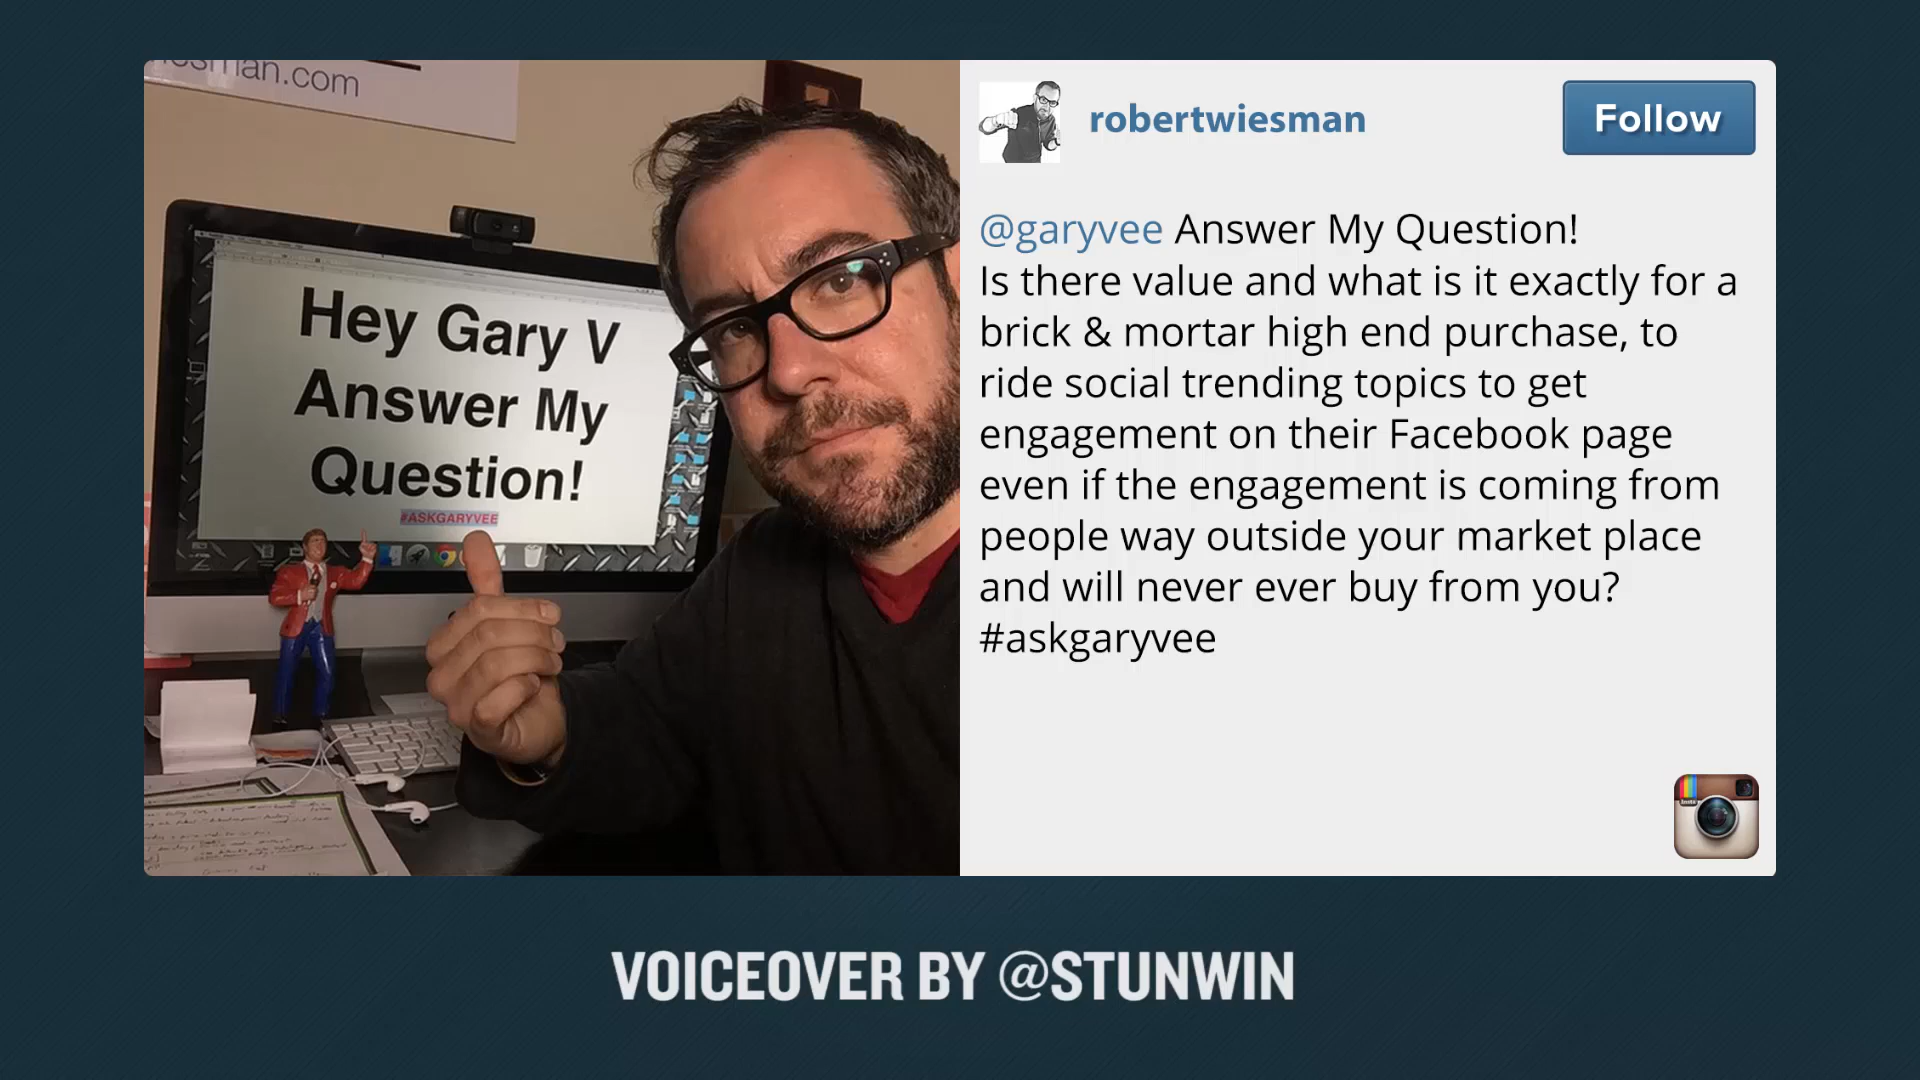 robertwiesman
Follow
@garyvee Answer My Question!
Is there value and what is it exactly for a
brick & mortar high end purchase, to
ride social trending topics to get
engagement on their Facebook page
even if the engagement is coming from
people way outside your market place
and will never ever buy from you?
#askgaryvee
Hey Gary V
Answer My
Question!
#ASKGARYVEE
VOICEOVER BY @STUNWIN